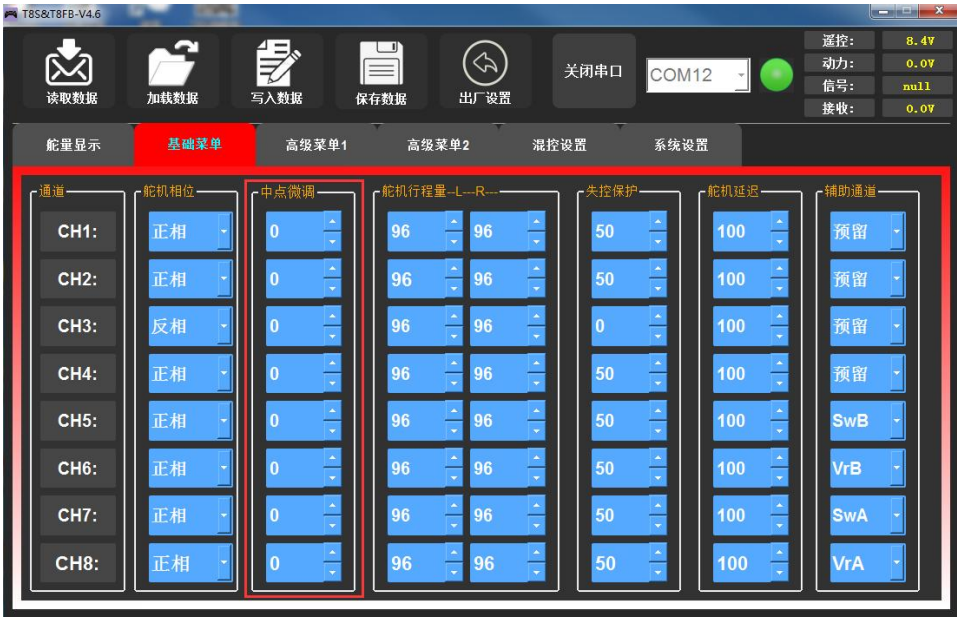 T8S&T8FB-V4.6
读取数据 加载数据 写入数据 保存数据 出厂设置 关闭串口 COM12
遥控: 8.4V
动力: 0.0V
信号: null
接收: 0.0V
舵量显示 基础菜单 高级菜单1 高级菜单2 混控设置 系统设置
通道 舵机相位 中点微调 舵机行程量--L---R--- 失控保护 舵机延迟 辅助通道
CH1: 正相 0 96 96 50 100 预留
CH2: 正相 0 96 96 50 100 预留
CH3: 反相 0 96 96 0 100 预留
CH4: 正相 0 96 96 50 100 预留
CH5: 正相 0 96 96 50 100 SwB
CH6: 正相 0 96 96 50 100 VrB
CH7: 正相 0 96 96 50 100 SwA
CH8: 正相 0 96 96 50 100 VrA